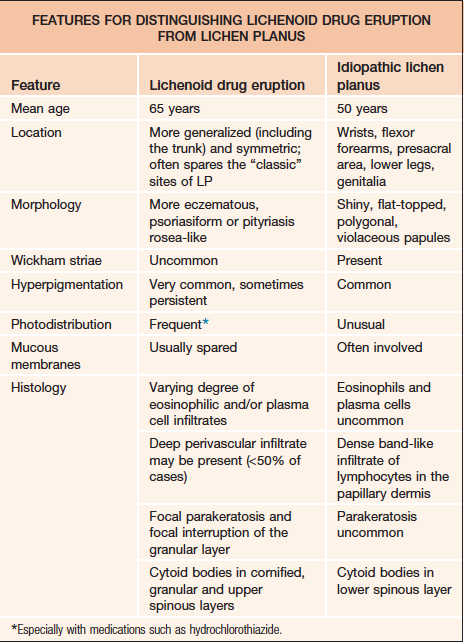 FEATURES FOR DISTINGUISHING LICHENOID DRUG ERUPTION
FROM LICHEN PLANUS
Feature
Lichenoid drug eruption
Idiopathic lichen
planus
Mean age
65 years
50 years
Location
More generalized (including
the trunk) and symmetric;
often spares the “classic”
sites of LP
Wrists, flexor
forearms, presacral
area, lower legs,
genitalia
Morphology
More eczematous,
psoriasiform or pityriasis
rosea-like
Shiny, flat-topped,
polygonal,
violaceous papules
Wickham striae
Uncommon
Present
Hyperpigmentation
Very common, sometimes
persistent
Common
Photodistribution
Frequent*
Unusual
Mucous
membranes
Usually spared
Often involved
Histology
Varying degree of
eosinophilic and/or plasma
cell infiltrates
Eosinophils and
plasma cells
uncommon
Deep perivascular infiltrate
may be present (<50% of
cases)
Dense band-like
infiltrate of
lymphocytes in the
papillary dermis
Focal parakeratosis and
focal interruption of the
granular layer
Parakeratosis
uncommon
Cytoid bodies in cornified,
granular and upper
spinous layers
Cytoid bodies in
lower spinous layer
*Especially with medications such as hydrochlorothiazide.